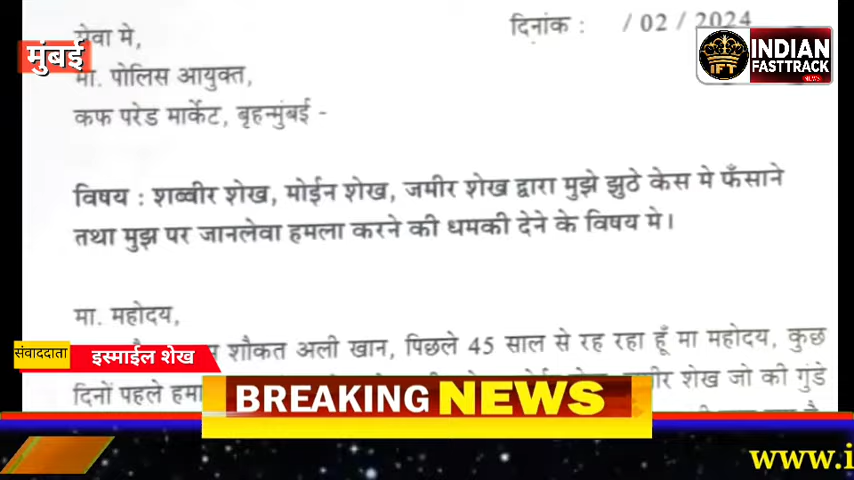 सेवा मे,
दिनांक : / 02 / 2024
मुंबई
INDIAN
FASTTRACK
IFT
NEWS
मा. पोलिस आयुक्त,
कफ परेड मार्केट, बृहन्मुंबई -
विषय : शब्वीर शेख, मोईन शेख, जमीर शेख द्वारा मुझे झुठे केस मे फँसाने
तथा मुझ पर जानलेवा हमला करने की धमकी देने के विषय मे।
मा. महोदय,
शौकत अली खान, पिछले 45 साल से रह रहा हूँ मा महोदय, कुछ
संवाददाता
इस्माईल शेख
दिनों पहले शेख जो की गुंडे
BREAKING NEWS
www.i